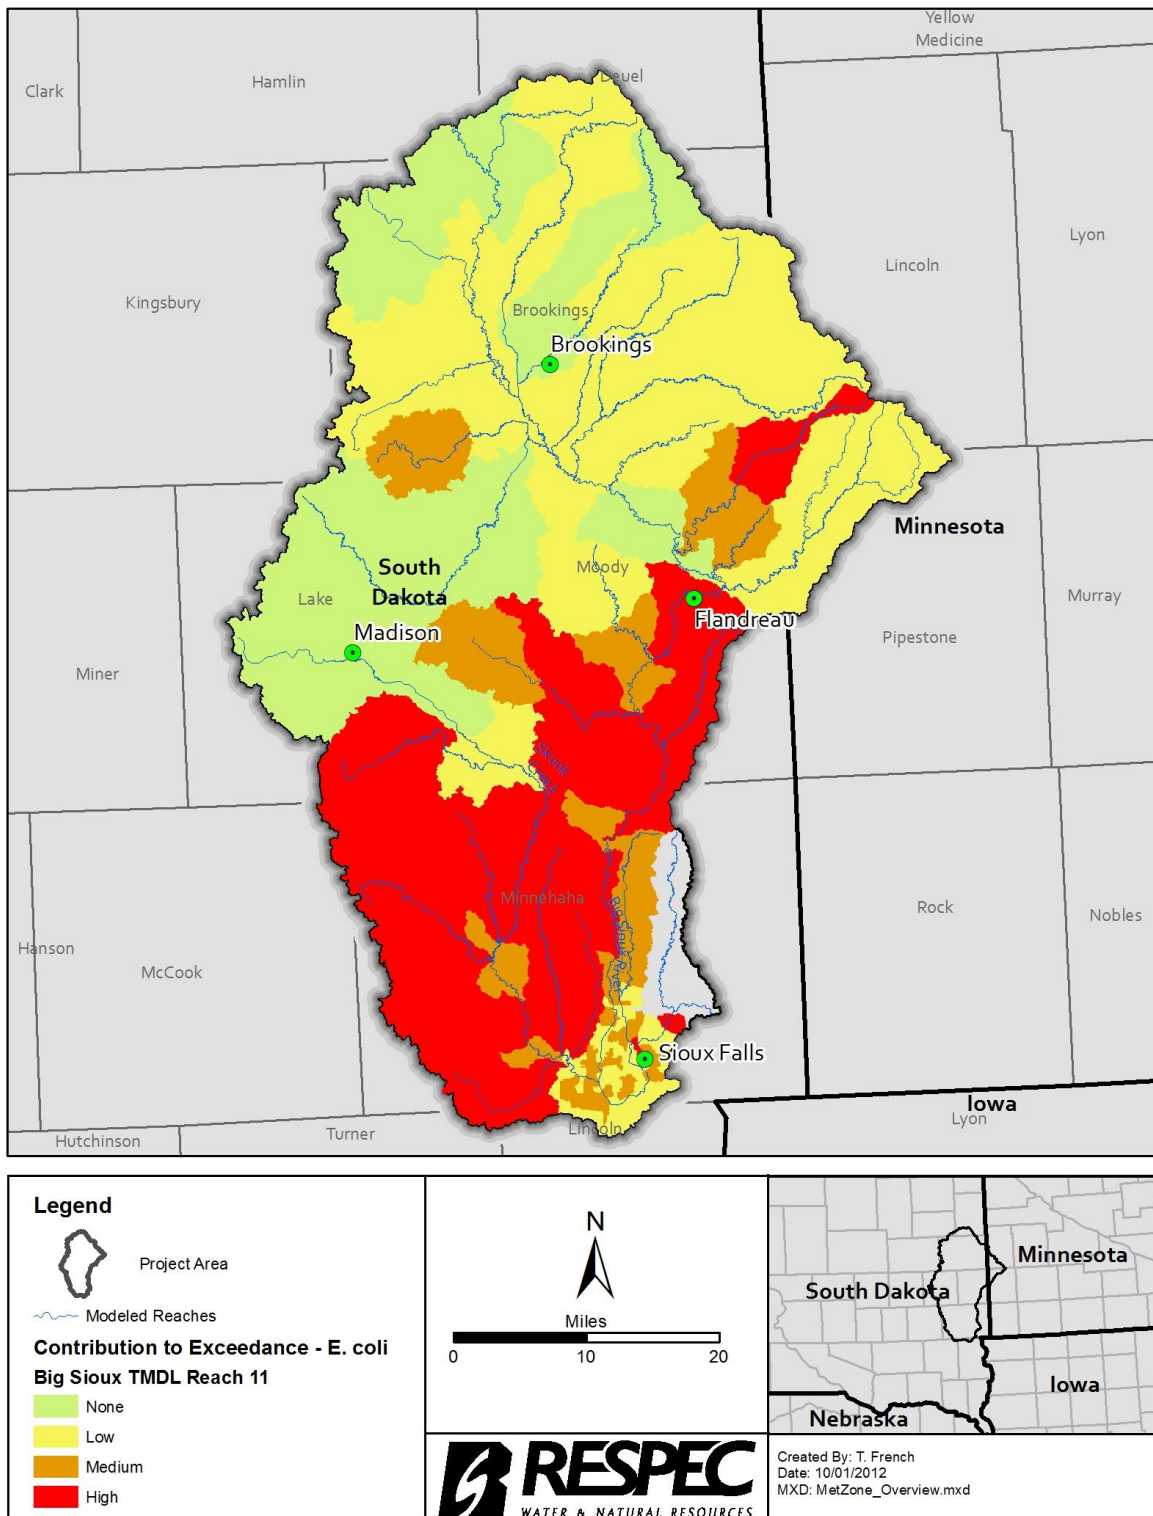 Yellow
Medicine
Deuel
Hamlin
Clark
Lyon
Lincoln
Kingsbury
Brookings
Brookings
Minnesota
South
Dakota
Moody
Lake
Flandreau
Madison
Murray
Pipestone
Miner
Skunk
Creek
Minnehaha
Big Sioux River
Rock
Nobles
Hanson
McCook
Sioux Falls
Iowa
Lyon
Lincoln
Turner
Hutchinson
Legend
Project Area
Modeled Reaches
Contribution to Exceedance - E. coli
Big Sioux TMDL Reach 11
None
Low
Medium
High
N
Miles
0 10 20
RESPEC
WATER & NATURAL RESOURCES
Minnesota
South Dakota
Iowa
Nebraska
Created By: T. French
Date: 10/01/2012
MXD: MetZone_Overview.mxd